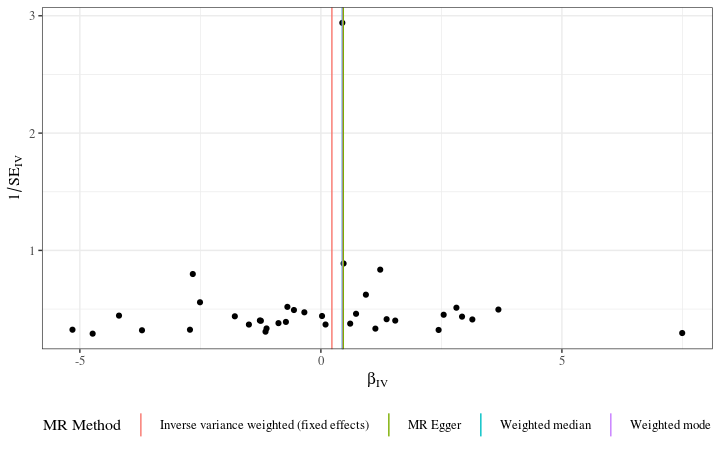 3
2
1
1/SE_IV
-5
0
5
β_IV
MR Method
Inverse variance weighted (fixed effects)
MR Egger
Weighted median
Weighted mode